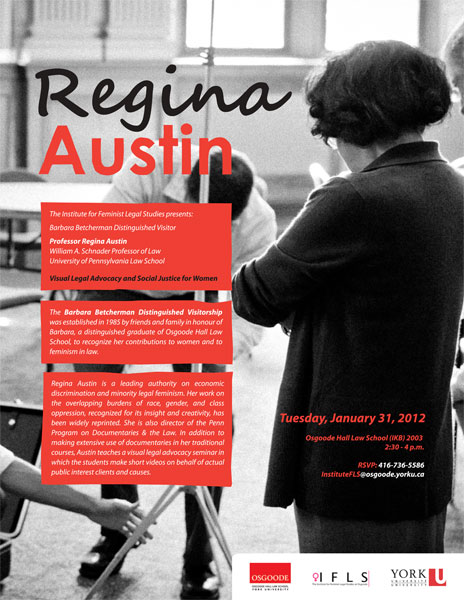 Regina
Austin
The Institute for Feminist Legal Studies presents:
Barbara Betcherman Distinguished Visitor
Professor Regina Austin
William A. Schnader Professor of Law
University of Pennsylvania Law School
Visual Legal Advocacy and Social Justice for Women
The Barbara Betcherman Distinguished Visitorship
was established in 1985 by friends and family in honour of
Barbara, a distinguished graduate of Osgoode Hall Law
School, to recognize her contributions to women and to
feminism in law.
Regina Austin is a leading authority on economic
discrimination and minority legal feminism. Her work on
the overlapping burdens of race, gender, and class
oppression, recognized for its insight and creativity, has
been widely reprinted. She is also director of the Penn
Program on Documentaries & the Law. In addition to
making extensive use of documentaries in her traditional
courses, Austin teaches a visual legal advocacy seminar in
which the students make short videos on behalf of actual
public interest clients and causes.
Tuesday, January 31, 2012
Osgoode Hall Law School (IKB) 2003
2:30 - 4 p.m.
RSVP: 416-736-5586
InstituteFLS@osgoode.yorku.ca
OSGOODE
OSGOODE HALL LAW SCHOOL
YORK UNIVERSITY
IFLS
YORK U
UNIVERSITÉ
UNIVERSITY